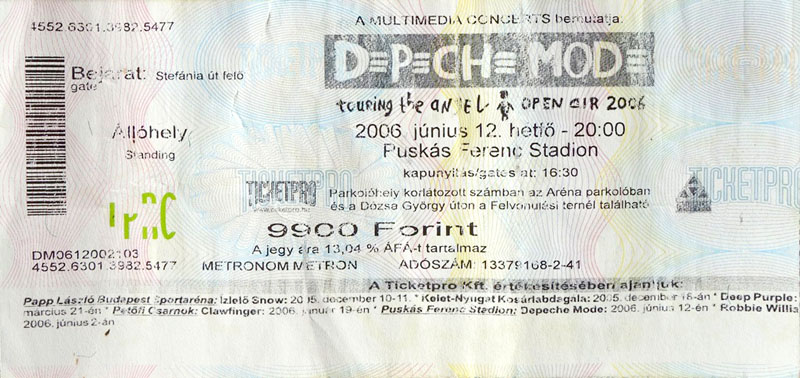 4552.6301.3982.5477
A MULTIMEDIA CONCERTS bemutatja:
DEPECHE MODE
Bejárat: Stefánia út felő
gate
touring the angel OPEN AIR 2006
Állóhely
Standing
2006. június 12. hétfő - 20:00
Puskás Ferenc Stadion
kapunyitás/gates at: 16:30
TICKETPRO
www.ticketpro.hu
Parkolóhely korlátozott számban az Aréna parkolóban
és a Dózsa György úton a Felvonulási térnél található
TICKETPRO
9900 Forint
A jegy ára 13,04 % ÁFÁ-t tartalmaz
DM0612002103
4552.6301.3982.5477
METRONOM METRON
ADÓSZÁM: 13379168-2-41
A Ticketpro Kft. értékesítésében ajánljuk:
Papp László Budapest Sportaréna: Ízlelő Snow: 2005. december 10-11. * Kelet-Nyugat Kosárlabdagála: 2005. december 18-án * Deep Purple:
március 21-én * Petőfi Csarnok: Clawfinger: 2006. január 19-én * Puskás Ferenc Stadion: Depeche Mode: 2006. június 12-én * Robbie Willia
2006. június 2-án